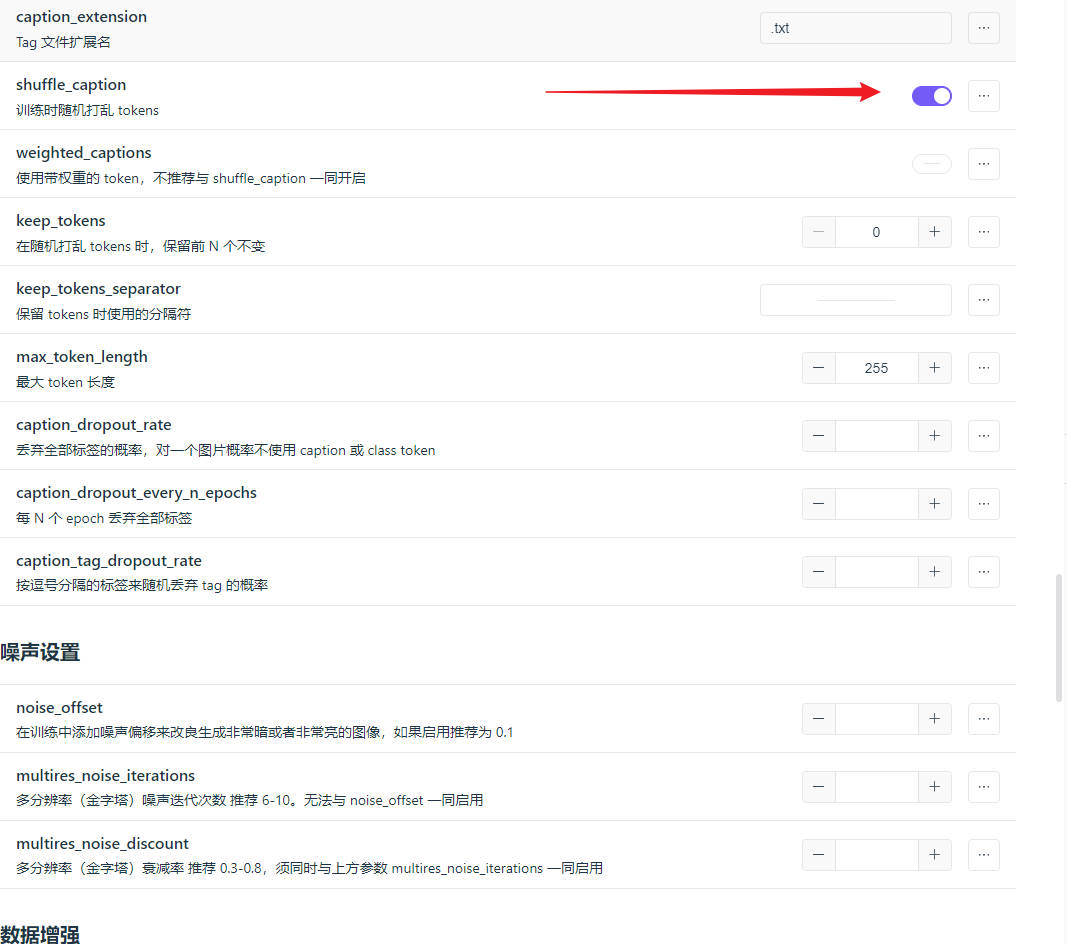 caption_extension
Tag 文件扩展名
.txt
...
shuffle_caption
训练时随机打乱 tokens
...
weighted_captions
使用带权重的 token，不推荐与 shuffle_caption 一同开启
...
keep_tokens
在随机打乱 tokens 时，保留前 N 个不变
— 0 +
...
keep_tokens_separator
保留 tokens 时使用的分隔符
...
max_token_length
最大 token 长度
— 255 +
...
caption_dropout_rate
丢弃全部标签的概率，对一个图片概率不使用 caption 或 class token
— +
...
caption_dropout_every_n_epochs
每 N 个 epoch 丢弃全部标签
— +
...
caption_tag_dropout_rate
按逗号分隔的标签来随机丢弃 tag 的概率
— +
...
噪声设置
noise_offset
在训练中添加噪声偏移来改良生成非常暗或者非常亮的图像，如果启用推荐为 0.1
— +
...
multires_noise_iterations
多分辨率（金字塔）噪声迭代次数 推荐 6-10。无法与 noise_offset 一同启用
— +
...
multires_noise_discount
多分辨率（金字塔）衰减率 推荐 0.3-0.8，须同时与上方参数 multires_noise_iterations 一同启用
— +
...
数据增强